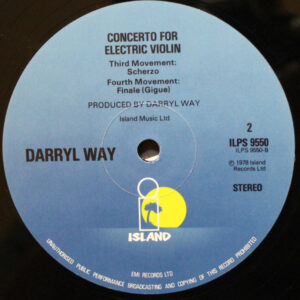 CONCERTO FOR
ELECTRIC VIOLIN
Third Movement:
Scherzo
Fourth Movement:
Finale (Gigue)
PRODUCED BY DARRYL WAY
Island Music Ltd
2
ILPS 9550
ILPS 9550-B
DARRYL WAY
℗ 1978 Island
Records Ltd
STEREO
ISLAND
EMI RECORDS LTD
UNAUTHORISED PUBLIC PERFORMANCE BROADCASTING AND COPYING OF THIS RECORD PROHIBITED